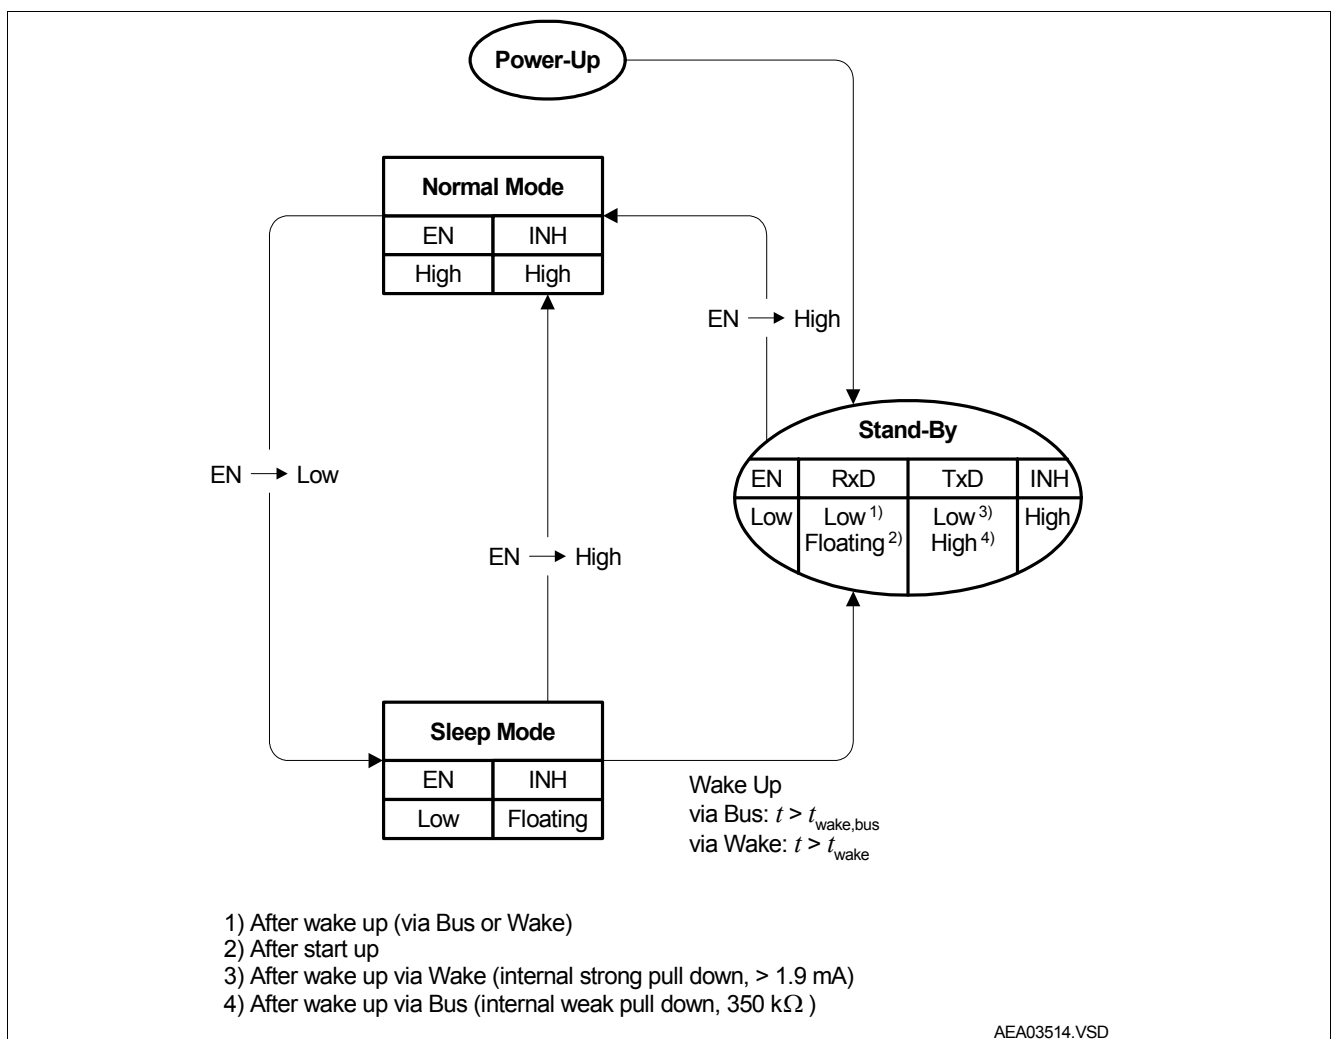 Power-Up
Normal Mode
EN INH
High High
EN → High
Stand-By
EN RxD TxD INH
Low Low 1) Low 3) High
Floating 2) High 4)
EN → Low
EN → High
Sleep Mode
EN INH
Low Floating
Wake Up
via Bus: t > t wake,bus
via Wake: t > t wake
1) After wake up (via Bus or Wake)
2) After start up
3) After wake up via Wake (internal strong pull down, > 1.9 mA)
4) After wake up via Bus (internal weak pull down, 350 kΩ )
AEA03514.VSD